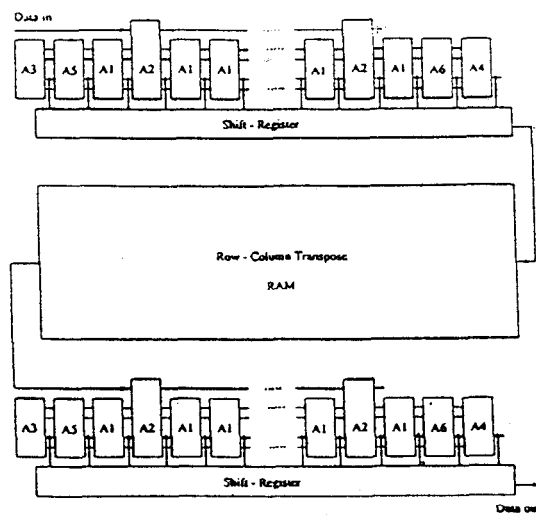 Data in
A3 A5 A1 A2 A1 A1 A1 A2 A1 A6 A4
Shift - Register
Row - Column Transpose
RAM
A3 A5 A1 A2 A1 A1 A1 A2 A1 A6 A4
Shift - Register
Data out